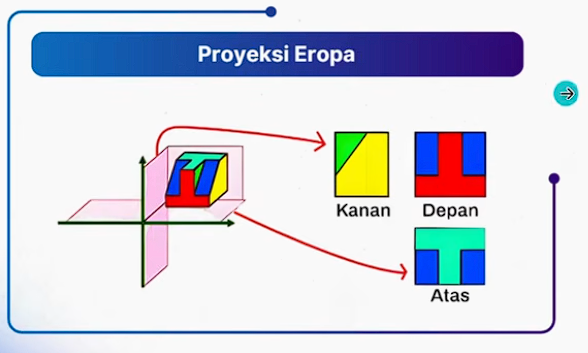 Proyeksi Eropa
Kanan
Depan
Atas